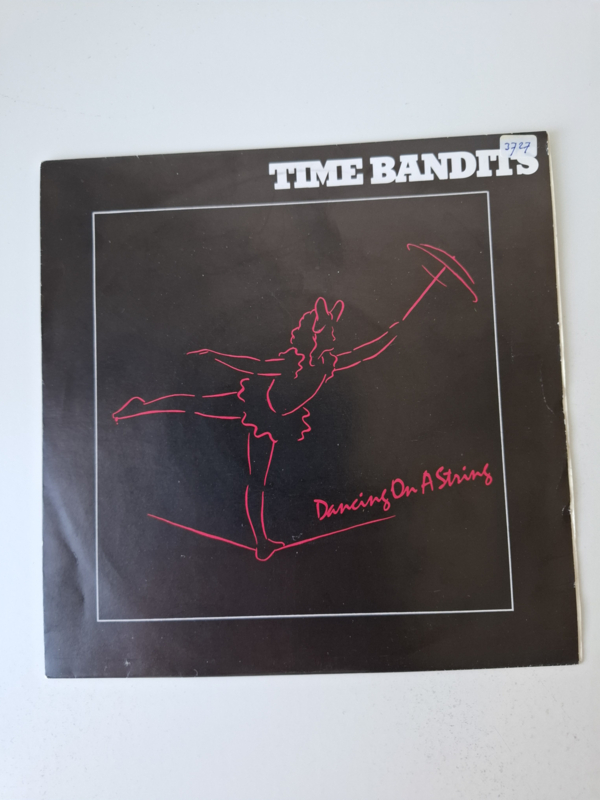 3727
TIME BANDITS
Dancing On A String